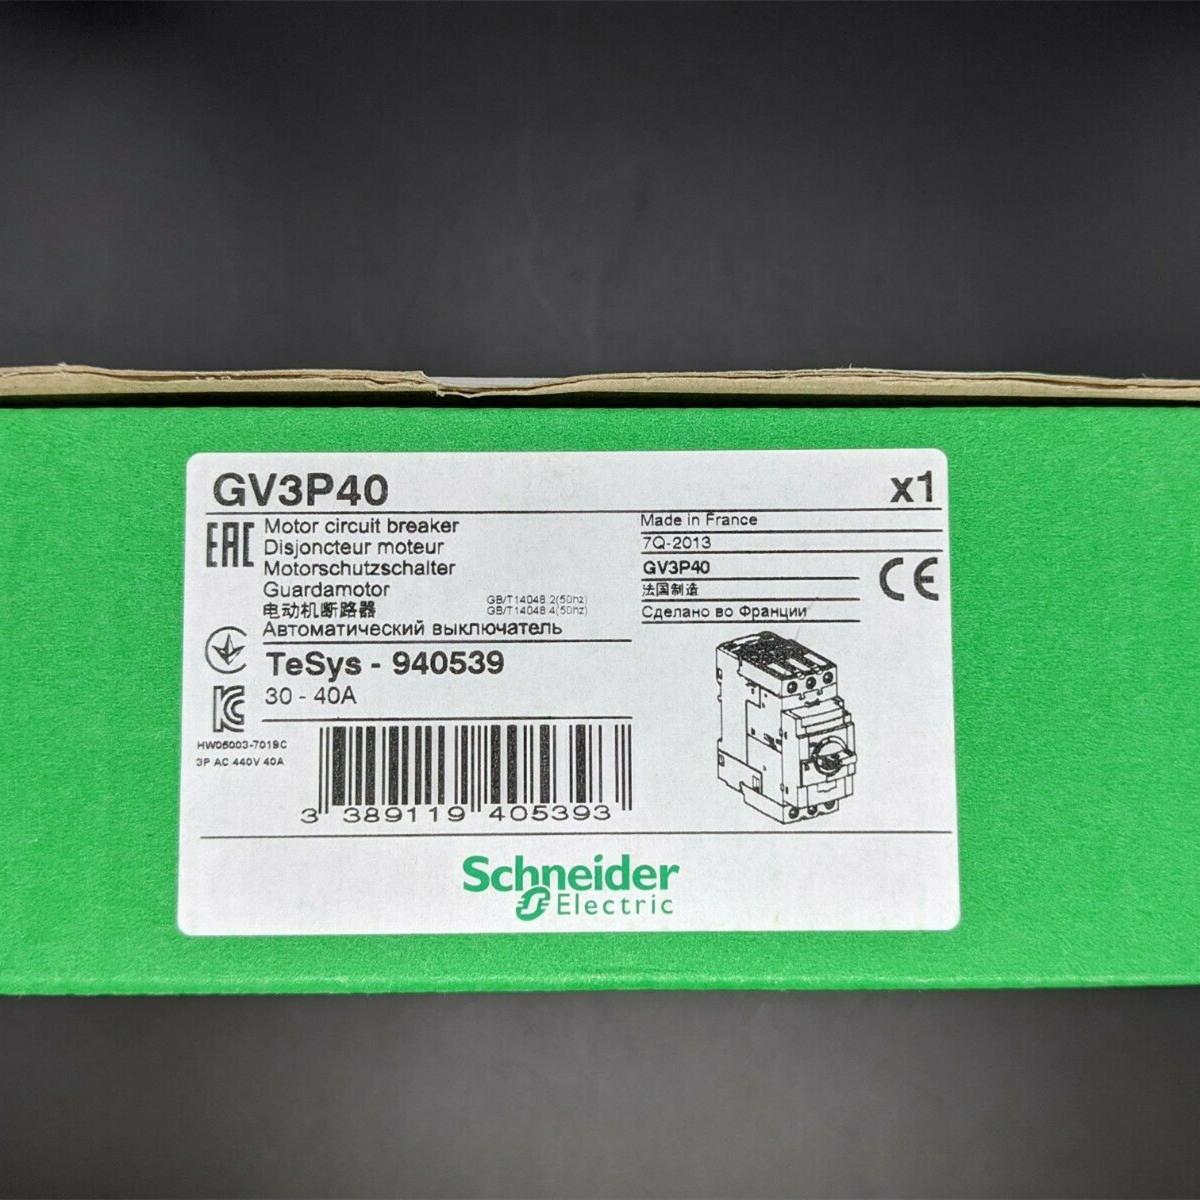 GV3P40
x1
EAC
Motor circuit breaker
Disjoncteur moteur
Motorschutzschalter
Guardamotor
电动机断路器
GB/T14048.2(50hz)
GB/T14048.4(50hz)
Автоматический выключатель
Made in France
7Q-2013
GV3P40
法国制造
Сделано во Франции
CE
TeSys - 940539
30 - 40A
HW05003-7019C
3P AC 440V 40A
3 389119 405393
Schneider
Electric